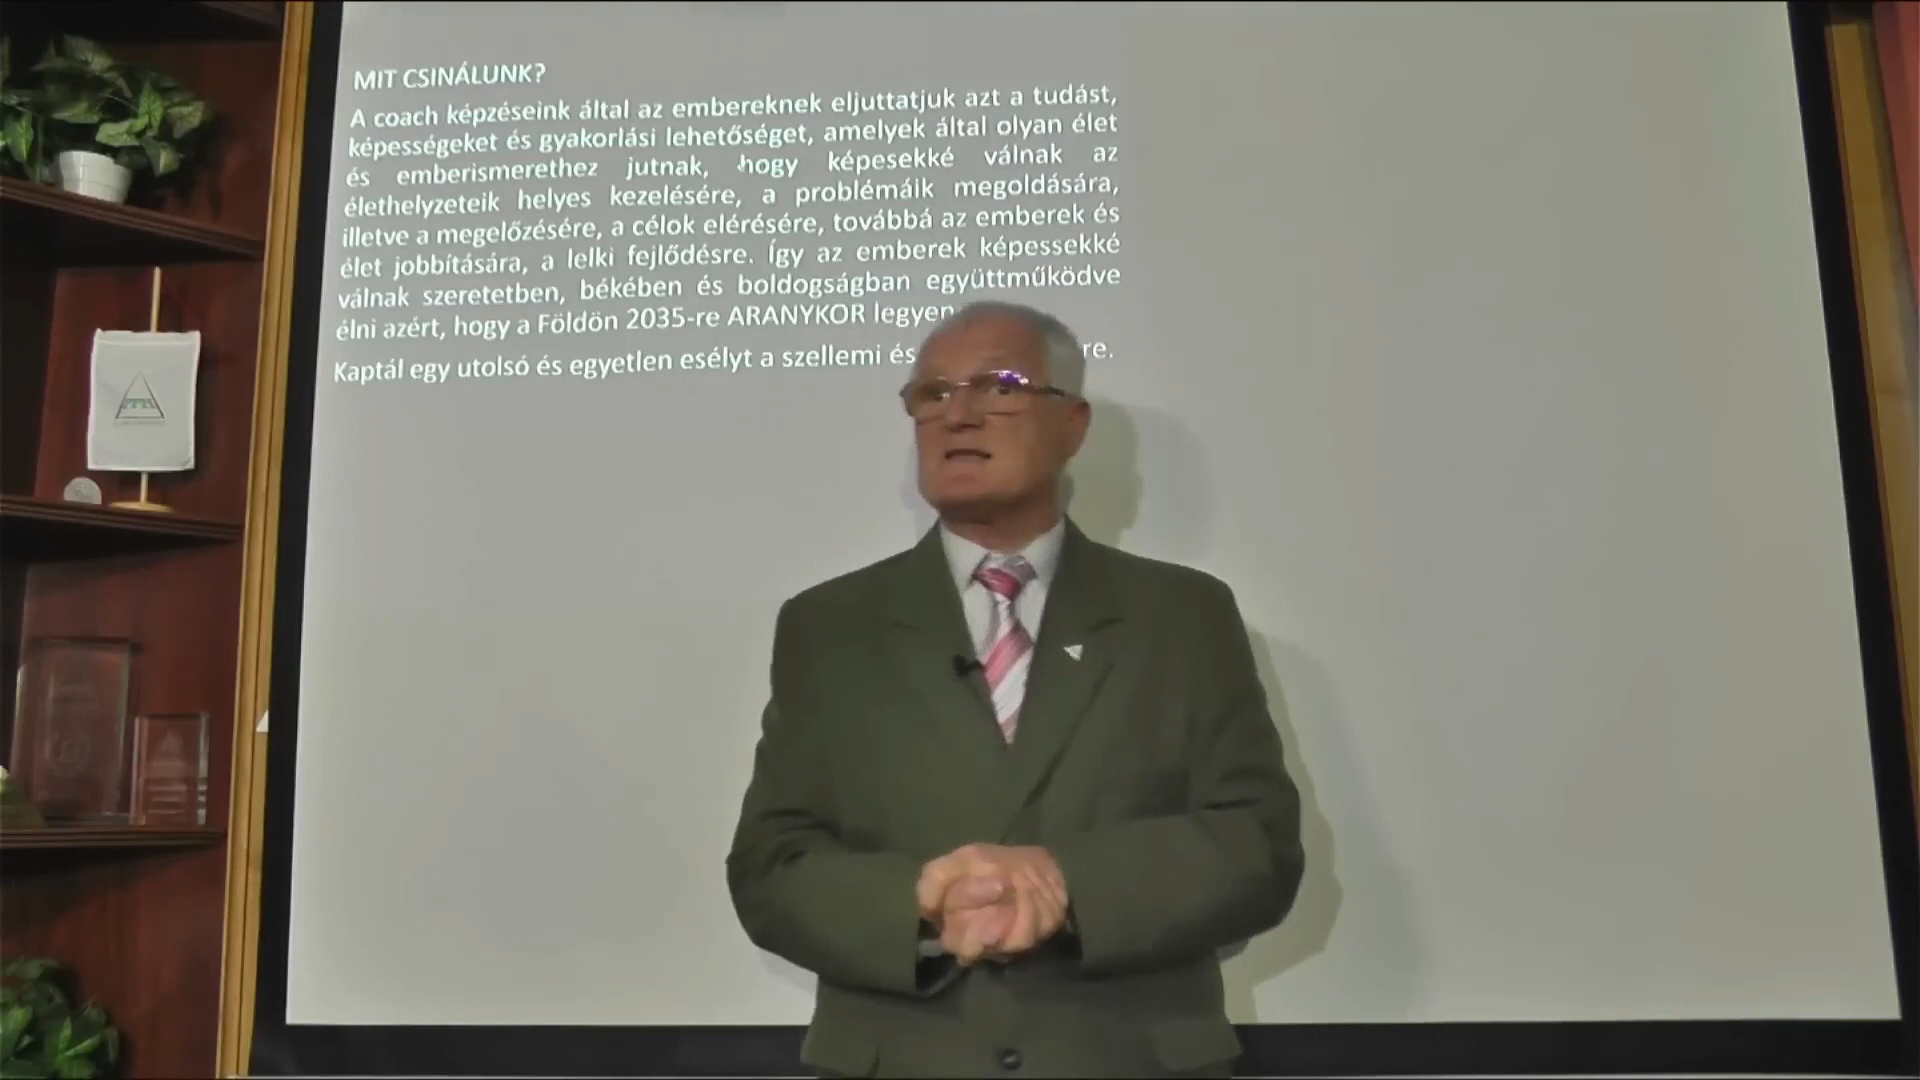 MIT CSINÁLUNK?
A coach képzéseink által az embereknek eljuttatjuk azt a tudást,
képességeket és gyakorlási lehetőséget, amelyek által olyan élet
és emberismerethez jutnak, hogy képesekké válnak az
élethelyzeteik helyes kezelésére, a problémáik megoldására,
illetve a megelőzésére, a célok elérésére, továbbá az emberek és
élet jobbítására, a lelki fejlődésre. Így az emberek képessekké
válnak szeretetben, békében és boldogságban együttműködve
élni azért, hogy a Földön 2035-re ARANYKOR legyen
Kaptál egy utolsó és egyetlen esélyt a szellemi és